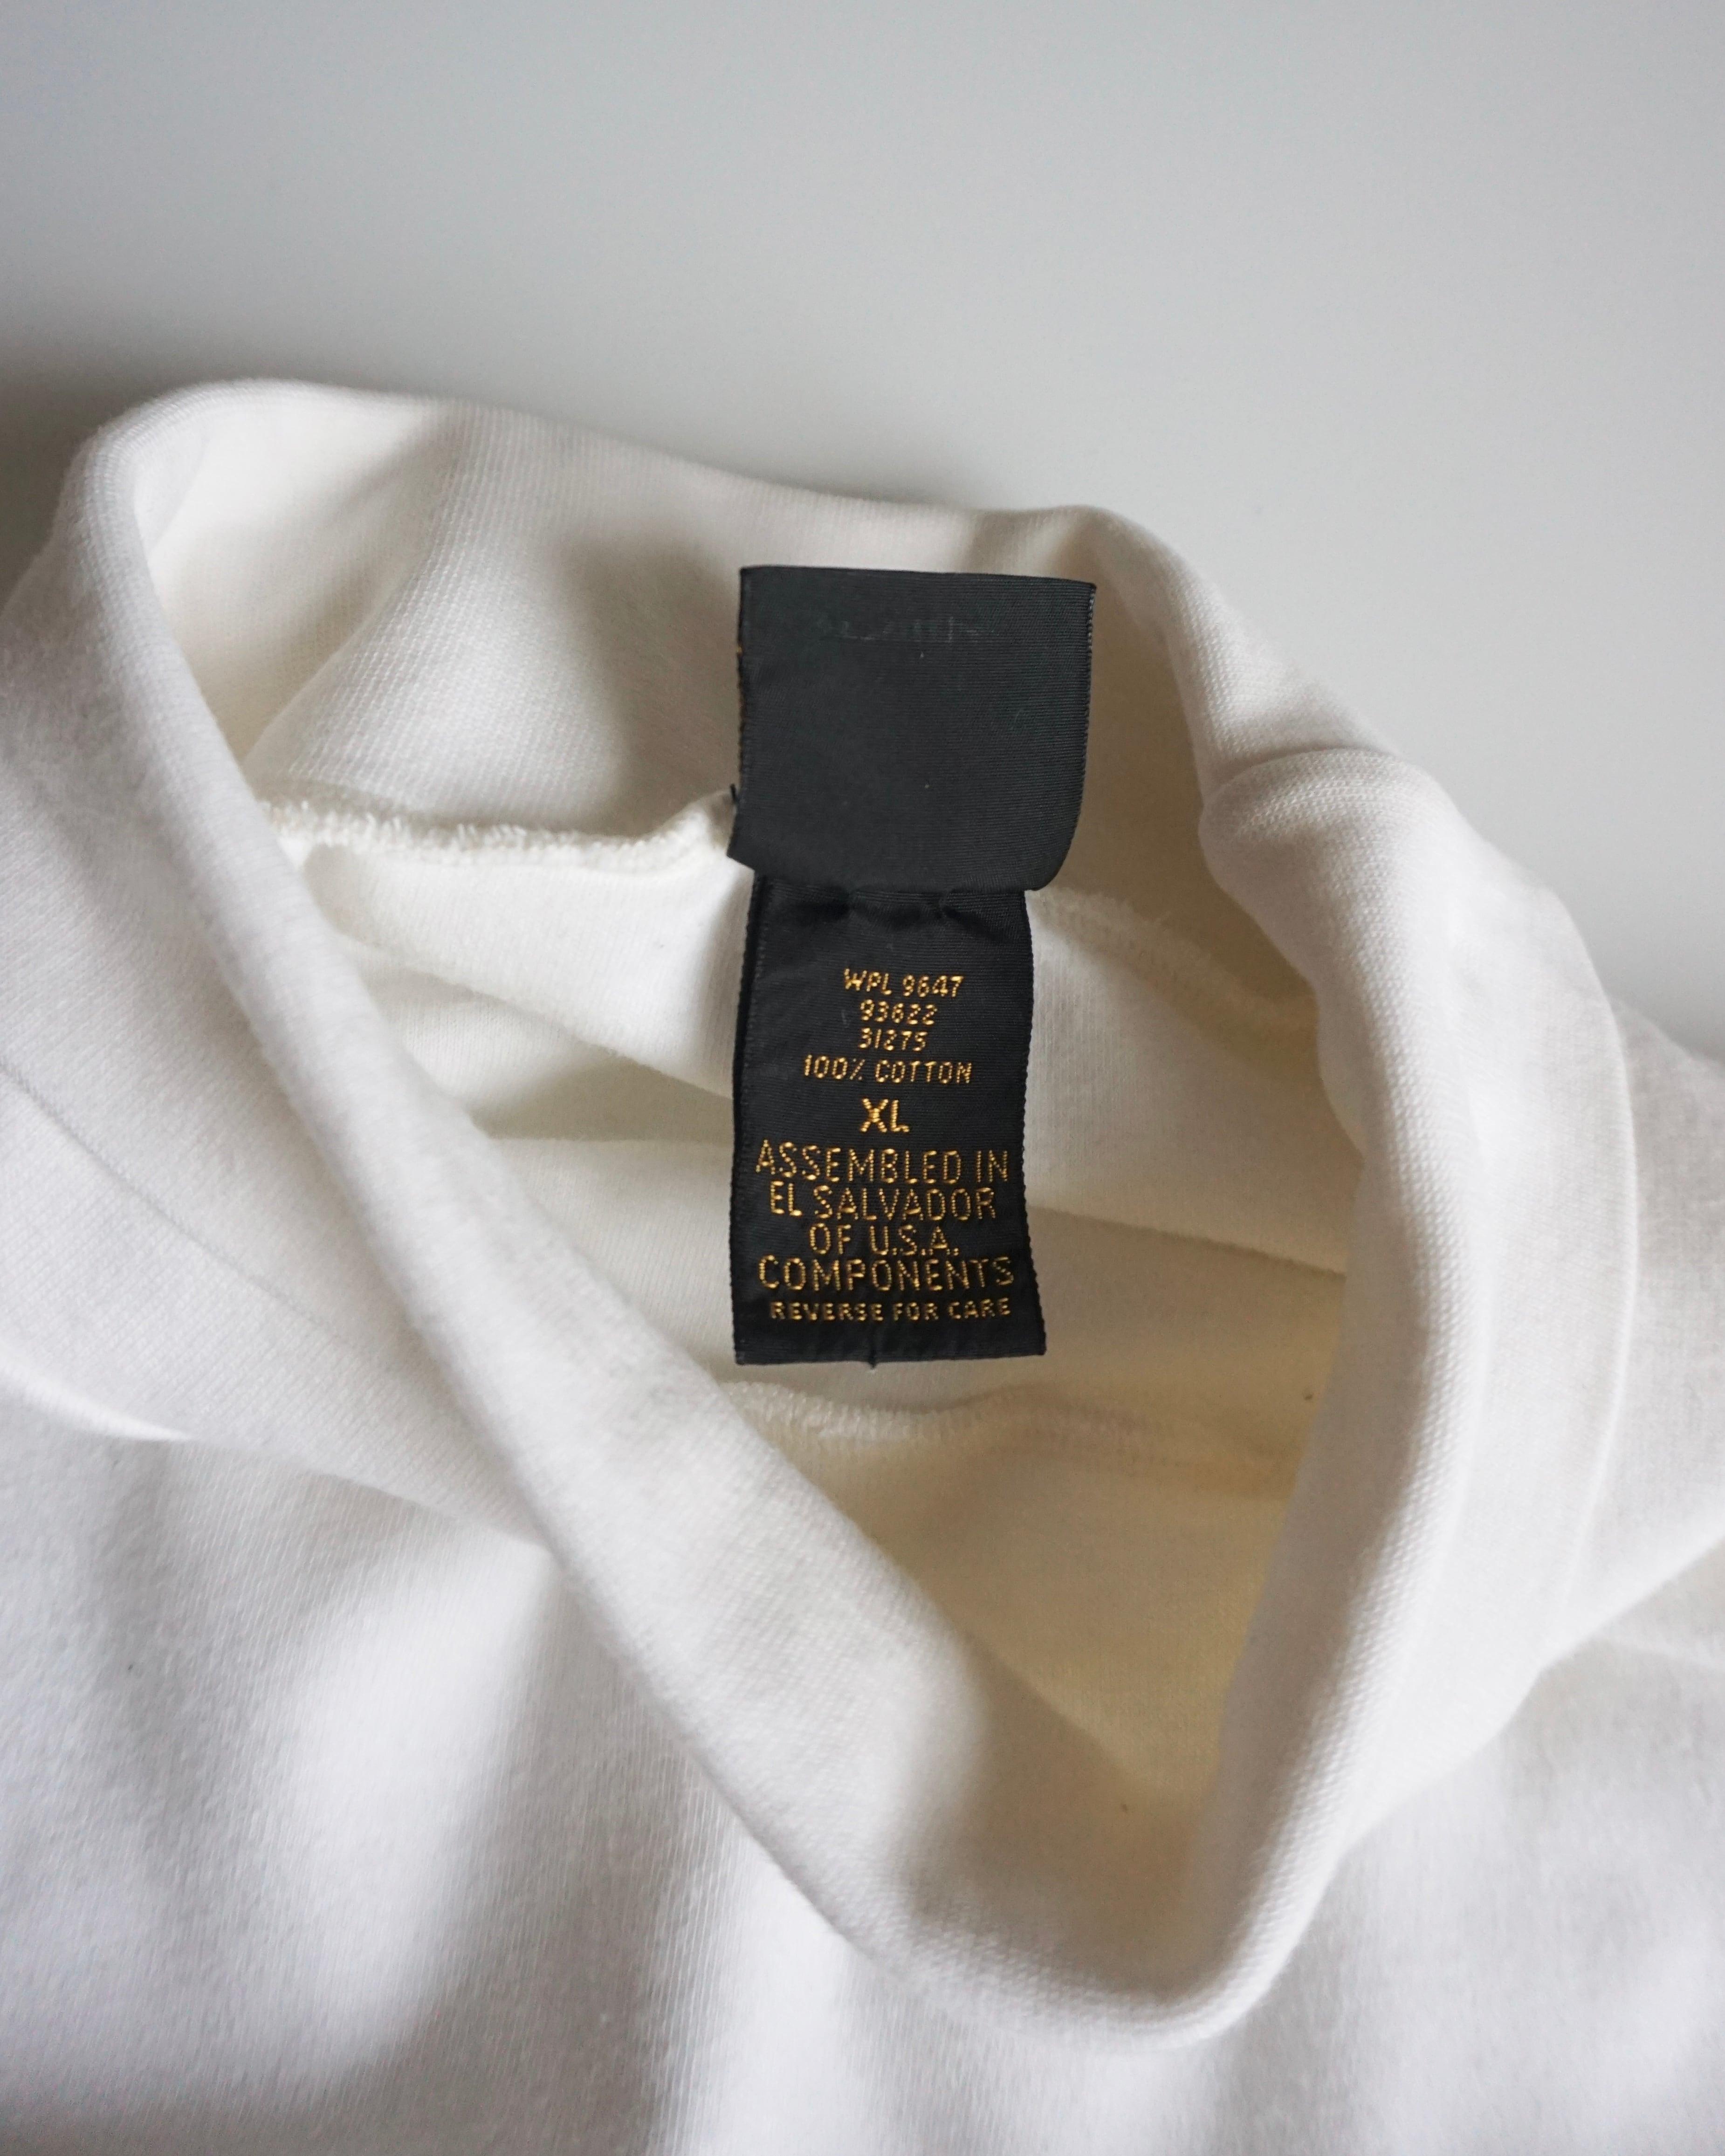 WPL 9647
93622
31275
100% COTTON
XL
ASSEMBLED IN
EL SALVADOR
OF U.S.A.
COMPONENTS
REVERSE FOR CARE